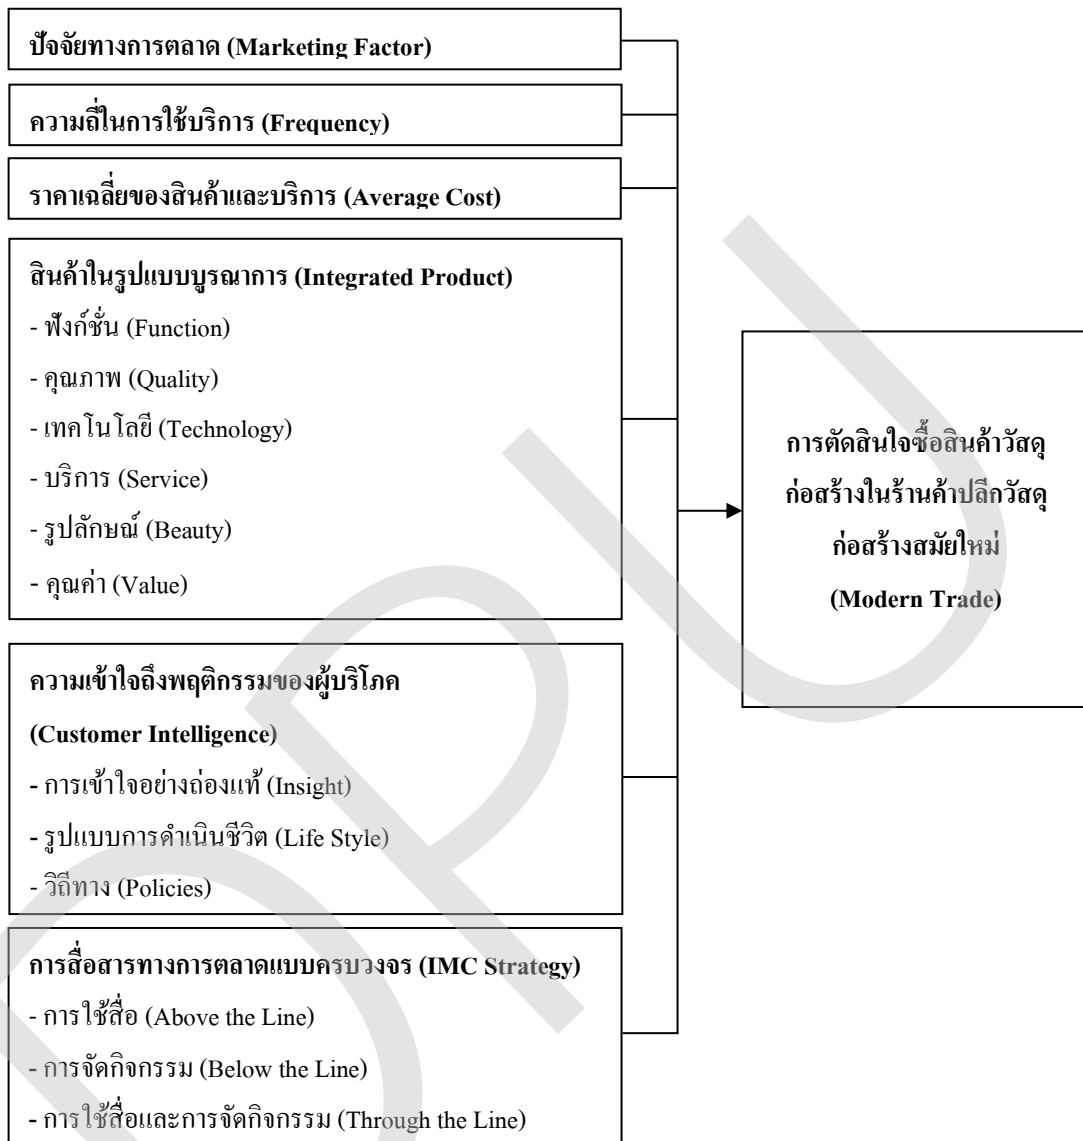 ปัจจัยทางการตลาด (Marketing Factor)
ความถี่ในการใช้บริการ (Frequency)
ราคาเฉลี่ยของสินค้าและบริการ (Average Cost)
สินค้าในรูปแบบบูรณาการ (Integrated Product)
- ฟังก์ชั่น (Function)
- คุณภาพ (Quality)
- เทคโนโลยี (Technology)
- บริการ (Service)
- รูปลักษณ์ (Beauty)
- คุณค่า (Value)
ความเข้าใจถึงพฤติกรรมของผู้บริโภค
(Customer Intelligence)
- การเข้าใจอย่างถ่องแท้ (Insight)
- รูปแบบการดำเนินชีวิต (Life Style)
- วิถีทาง (Policies)
การสื่อสารทางการตลาดแบบครบวงจร (IMC Strategy)
- การใช้สื่อ (Above the Line)
- การจัดกิจกรรม (Below the Line)
- การใช้สื่อและการจัดกิจกรรม (Through the Line)
การตัดสินใจซื้อสินค้าวัสดุ
ก่อสร้างในร้านค้าปลีกวัสดุ
ก่อสร้างสมัยใหม่
(Modern Trade)
DPU